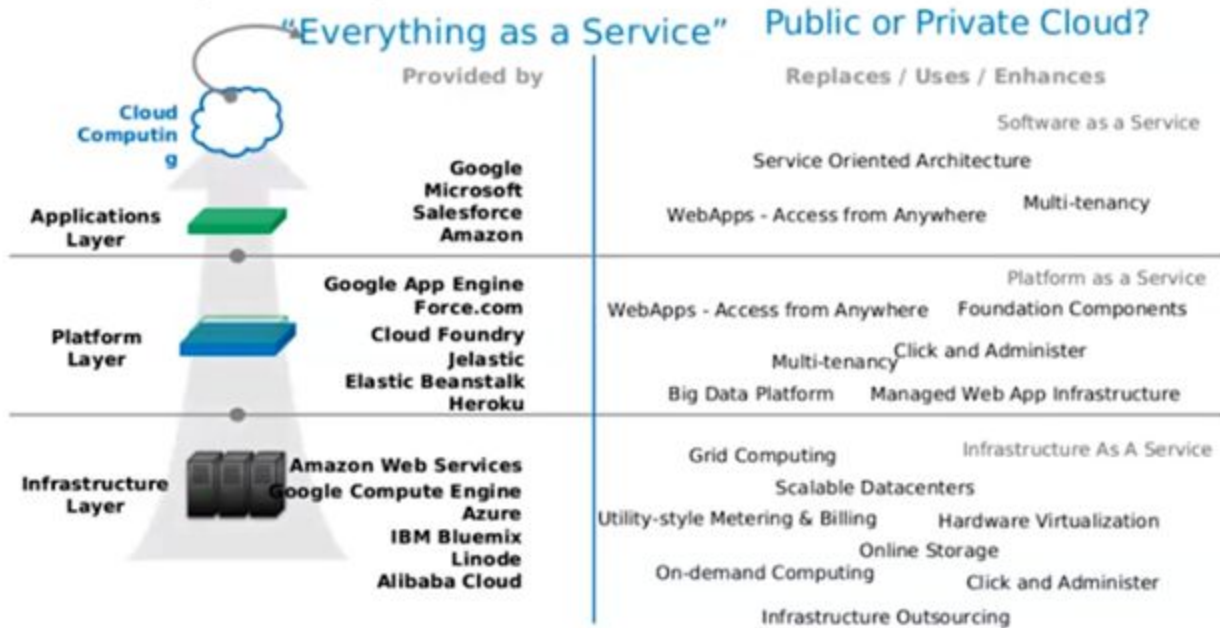 "Everything as a Service"
Public or Private Cloud?
Provided by
Replaces / Uses / Enhances
Cloud
Computin
g
Applications
Layer
Google
Microsoft
Salesforce
Amazon
Software as a Service
Service Oriented Architecture
Multi-tenancy
WebApps - Access from Anywhere
Platform
Layer
Google App Engine
Force.com
Cloud Foundry
Jelastic
Elastic Beanstalk
Heroku
Platform as a Service
WebApps - Access from Anywhere
Foundation Components
Click and Administer
Multi-tenancy
Big Data Platform
Managed Web App Infrastructure
Infrastructure
Layer
Amazon Web Services
Google Compute Engine
Azure
IBM Bluemix
Linode
Alibaba Cloud
Infrastructure As A Service
Grid Computing
Scalable Datacenters
Utility-style Metering & Billing
Hardware Virtualization
Online Storage
On-demand Computing
Click and Administer
Infrastructure Outsourcing